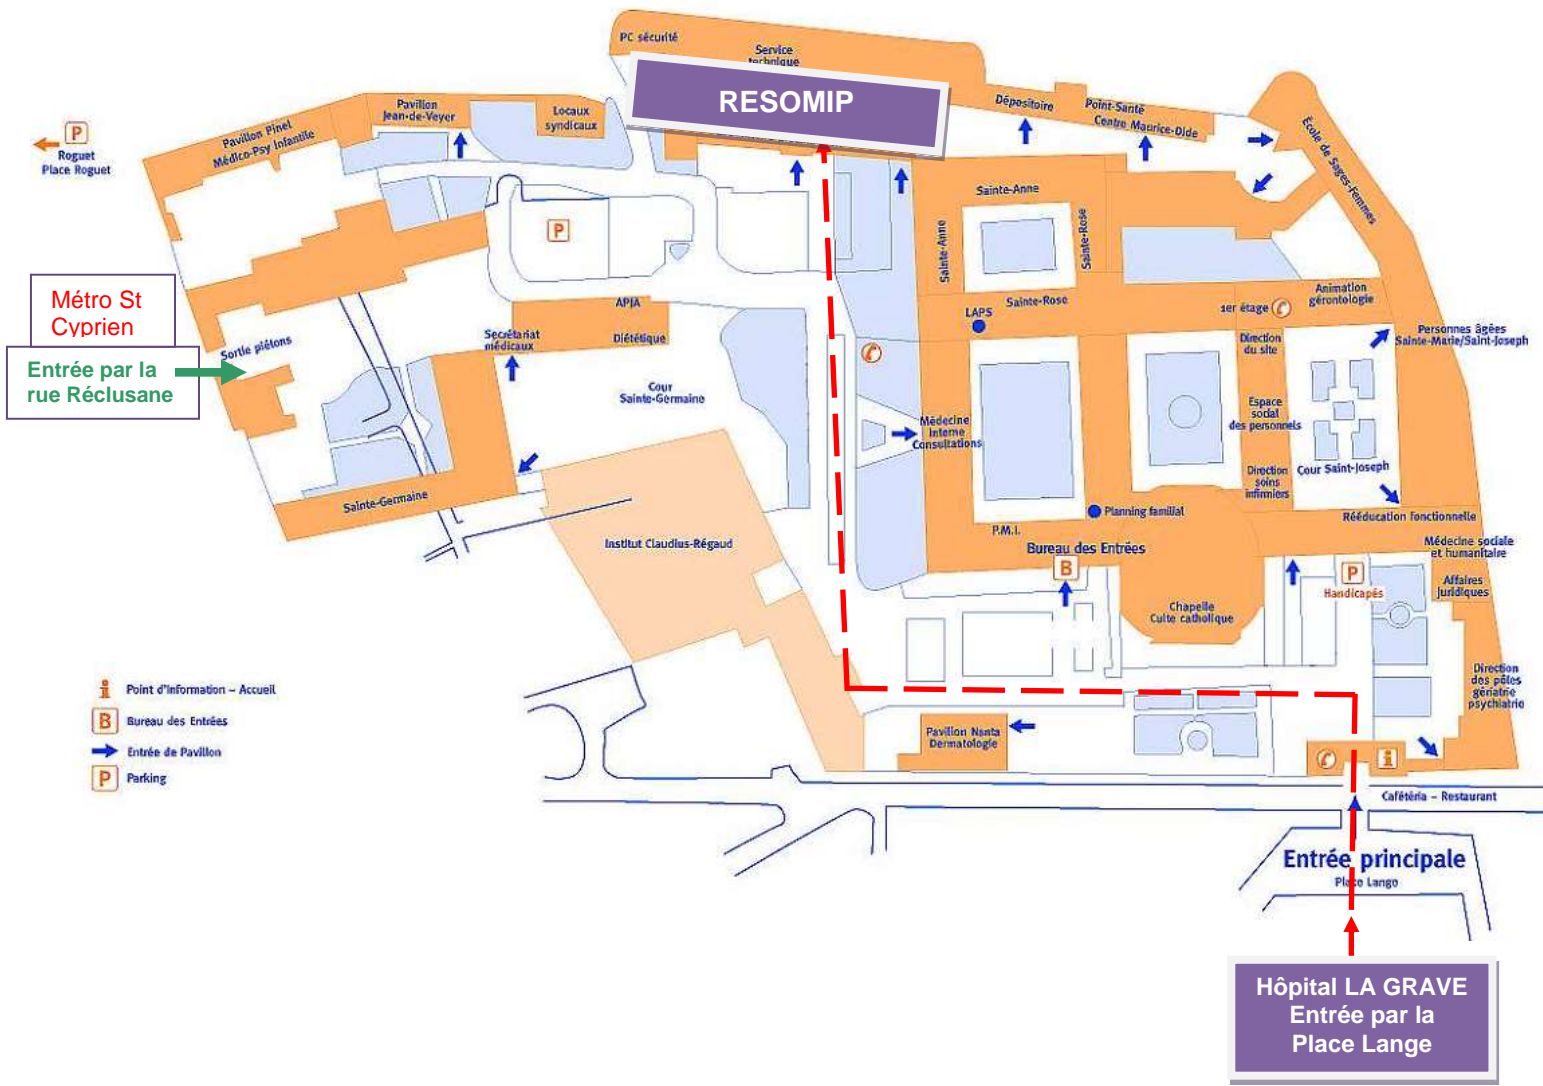 PC sécurité
Service
technique
RESOMIP
Dépositoire
Point-Santé
Centre Maurice-Dide
École de Sages-Femmes
Pavillon
Jean-de-Veyer
Locaux
syndicaux
Pavillon Pinel
Médico-Psy Infantile
P
Roguet
Place Roguet
P
Sainte-Anne
Sainte-Anne
Sainte-Rose
Sainte-Rose
Métro St
Cyprien
Entrée par la
rue Réclusane
Sortie piétons
APIA
Diététique
Secrétariat
médicaux
LAPS
1er étage
Animation
gérontologie
Direction
du site
Personnes âgées
Sainte-Marie/Saint-Joseph
Cour
Sainte-Germaine
Médecine
Interne
Consultations
Espace
social
des personnels
Cour Saint-Joseph
Direction
soins
infirmiers
Sainte-Germaine
Institut Claudius-Régaud
Planning familial
P.M.I.
Rééducation fonctionnelle
Bureau des Entrées
B
Médecine sociale
et humanitaire
P
Handicapés
Affaires
Juridiques
Chapelle
Culte catholique
Direction
des pôles
gériatrie
psychiatrie
i Point d'Information – Accueil
B Bureau des Entrées
Entrée de Pavillon
P Parking
Pavillon Nanta
Dermatologie
i
Cafétéria – Restaurant
Entrée principale
Place Lange
Hôpital LA GRAVE
Entrée par la
Place Lange